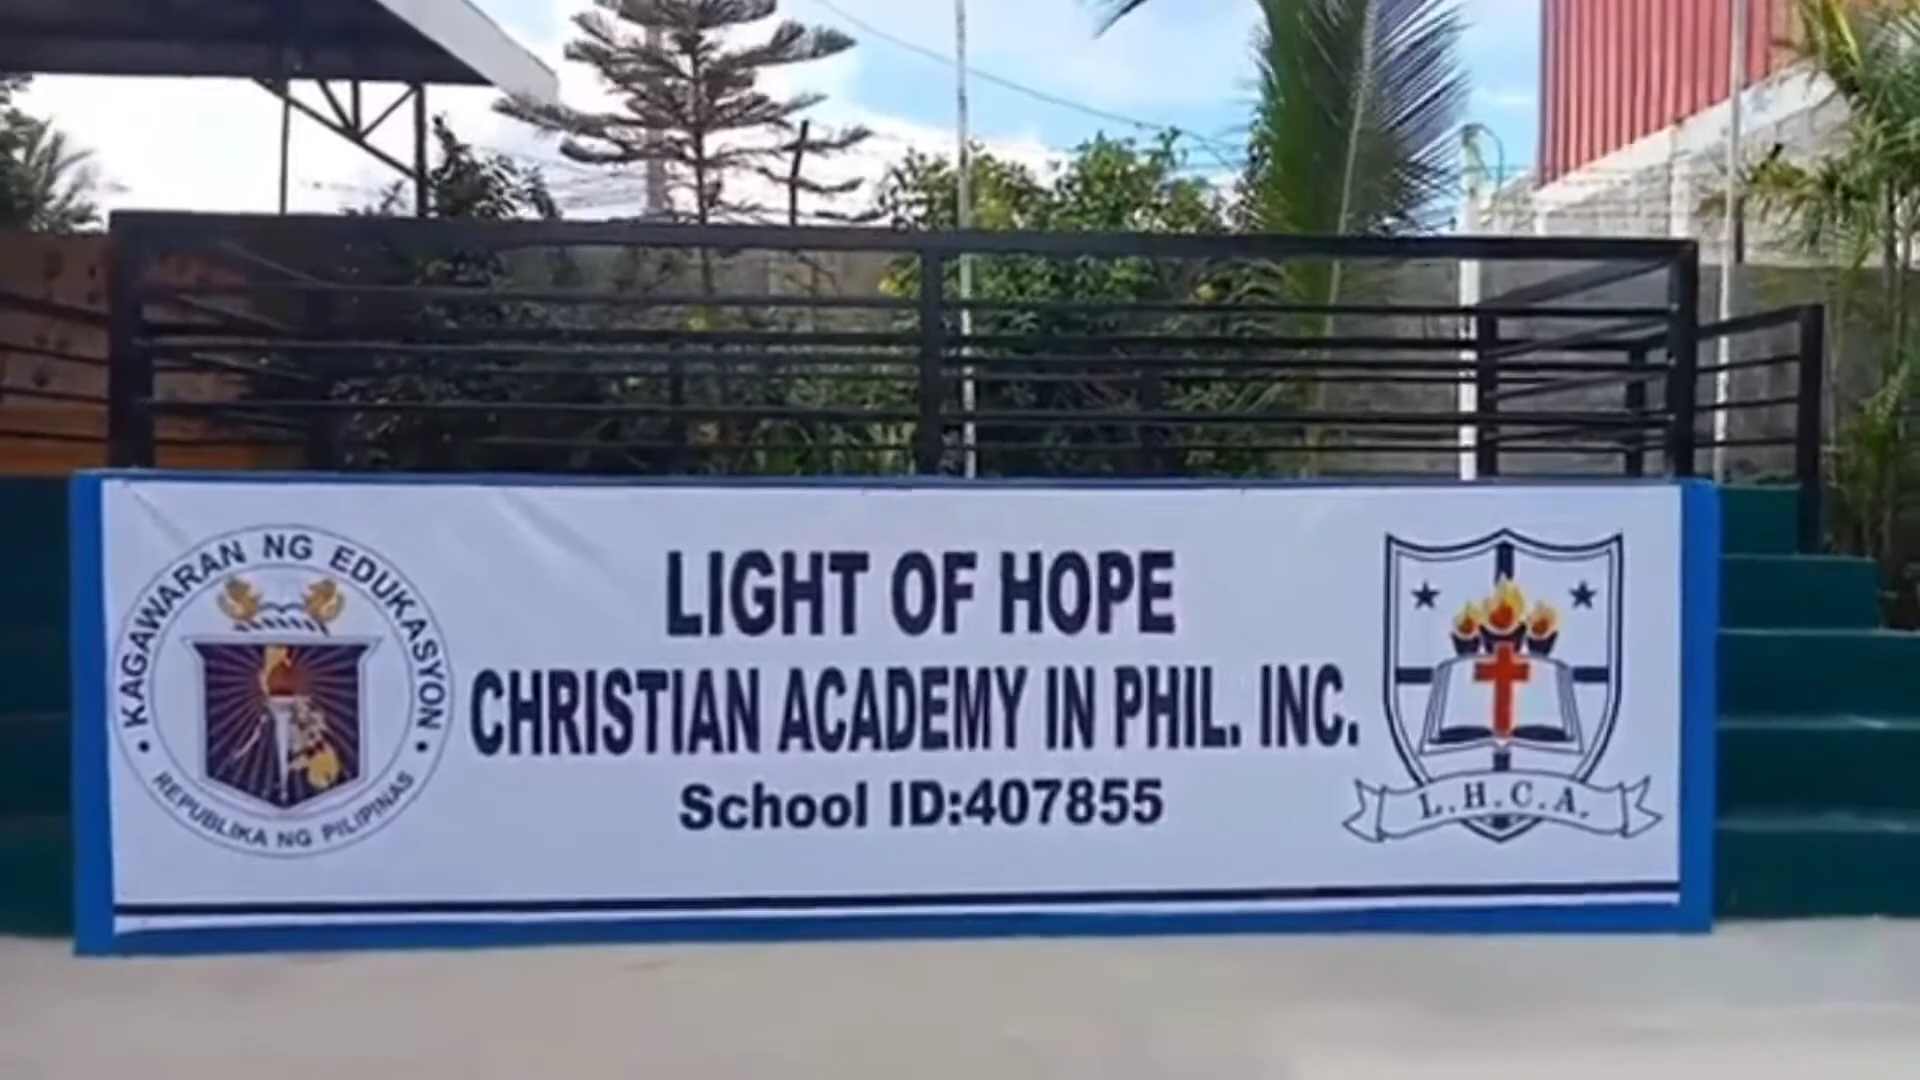 KAGAWARAN NG EDUKASYON
REPUBLIKA NG PILIPINAS
LIGHT OF HOPE
CHRISTIAN ACADEMY IN PHIL. INC.
School ID:407855
L.H.C.A.